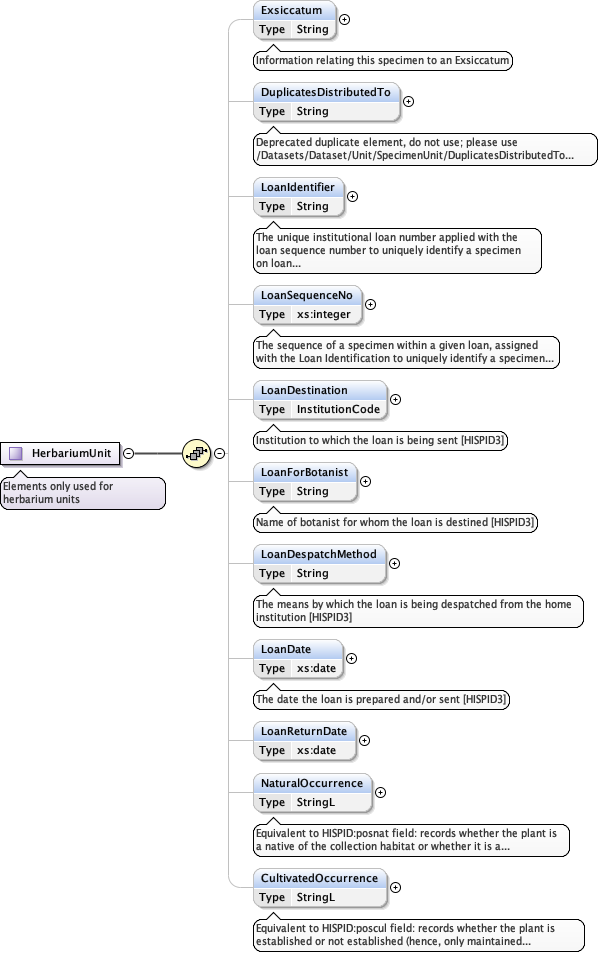 Exsiccatum
Type String
Information relating this specimen to an Exsiccatum
DuplicatesDistributedTo
Type String
Deprecated duplicate element, do not use; please use
/Datasets/Dataset/Unit/SpecimenUnit/DuplicatesDistributedTo...
LoanIdentifier
Type String
The unique institutional loan number applied with the
loan sequence number to uniquely identify a specimen
on loan...
LoanSequenceNo
Type xs:integer
The sequence of a specimen within a given loan, assigned
with the Loan Identification to uniquely identify a specimen...
LoanDestination
Type InstitutionCode
Institution to which the loan is being sent [HISPID3]
HerbariumUnit
Elements only used for
herbarium units
LoanForBotanist
Type String
Name of botanist for whom the loan is destined [HISPID3]
LoanDespatchMethod
Type String
The means by which the loan is being despatched from the home
institution [HISPID3]
LoanDate
Type xs:date
The date the loan is prepared and/or sent [HISPID3]
LoanReturnDate
Type xs:date
NaturalOccurrence
Type StringL
Equivalent to HISPID:posnat field: records whether the plant is
a native of the collection habitat or whether it is a...
CultivatedOccurrence
Type StringL
Equivalent to HISPID:poscul field: records whether the plant is
established or not established (hence, only maintained...